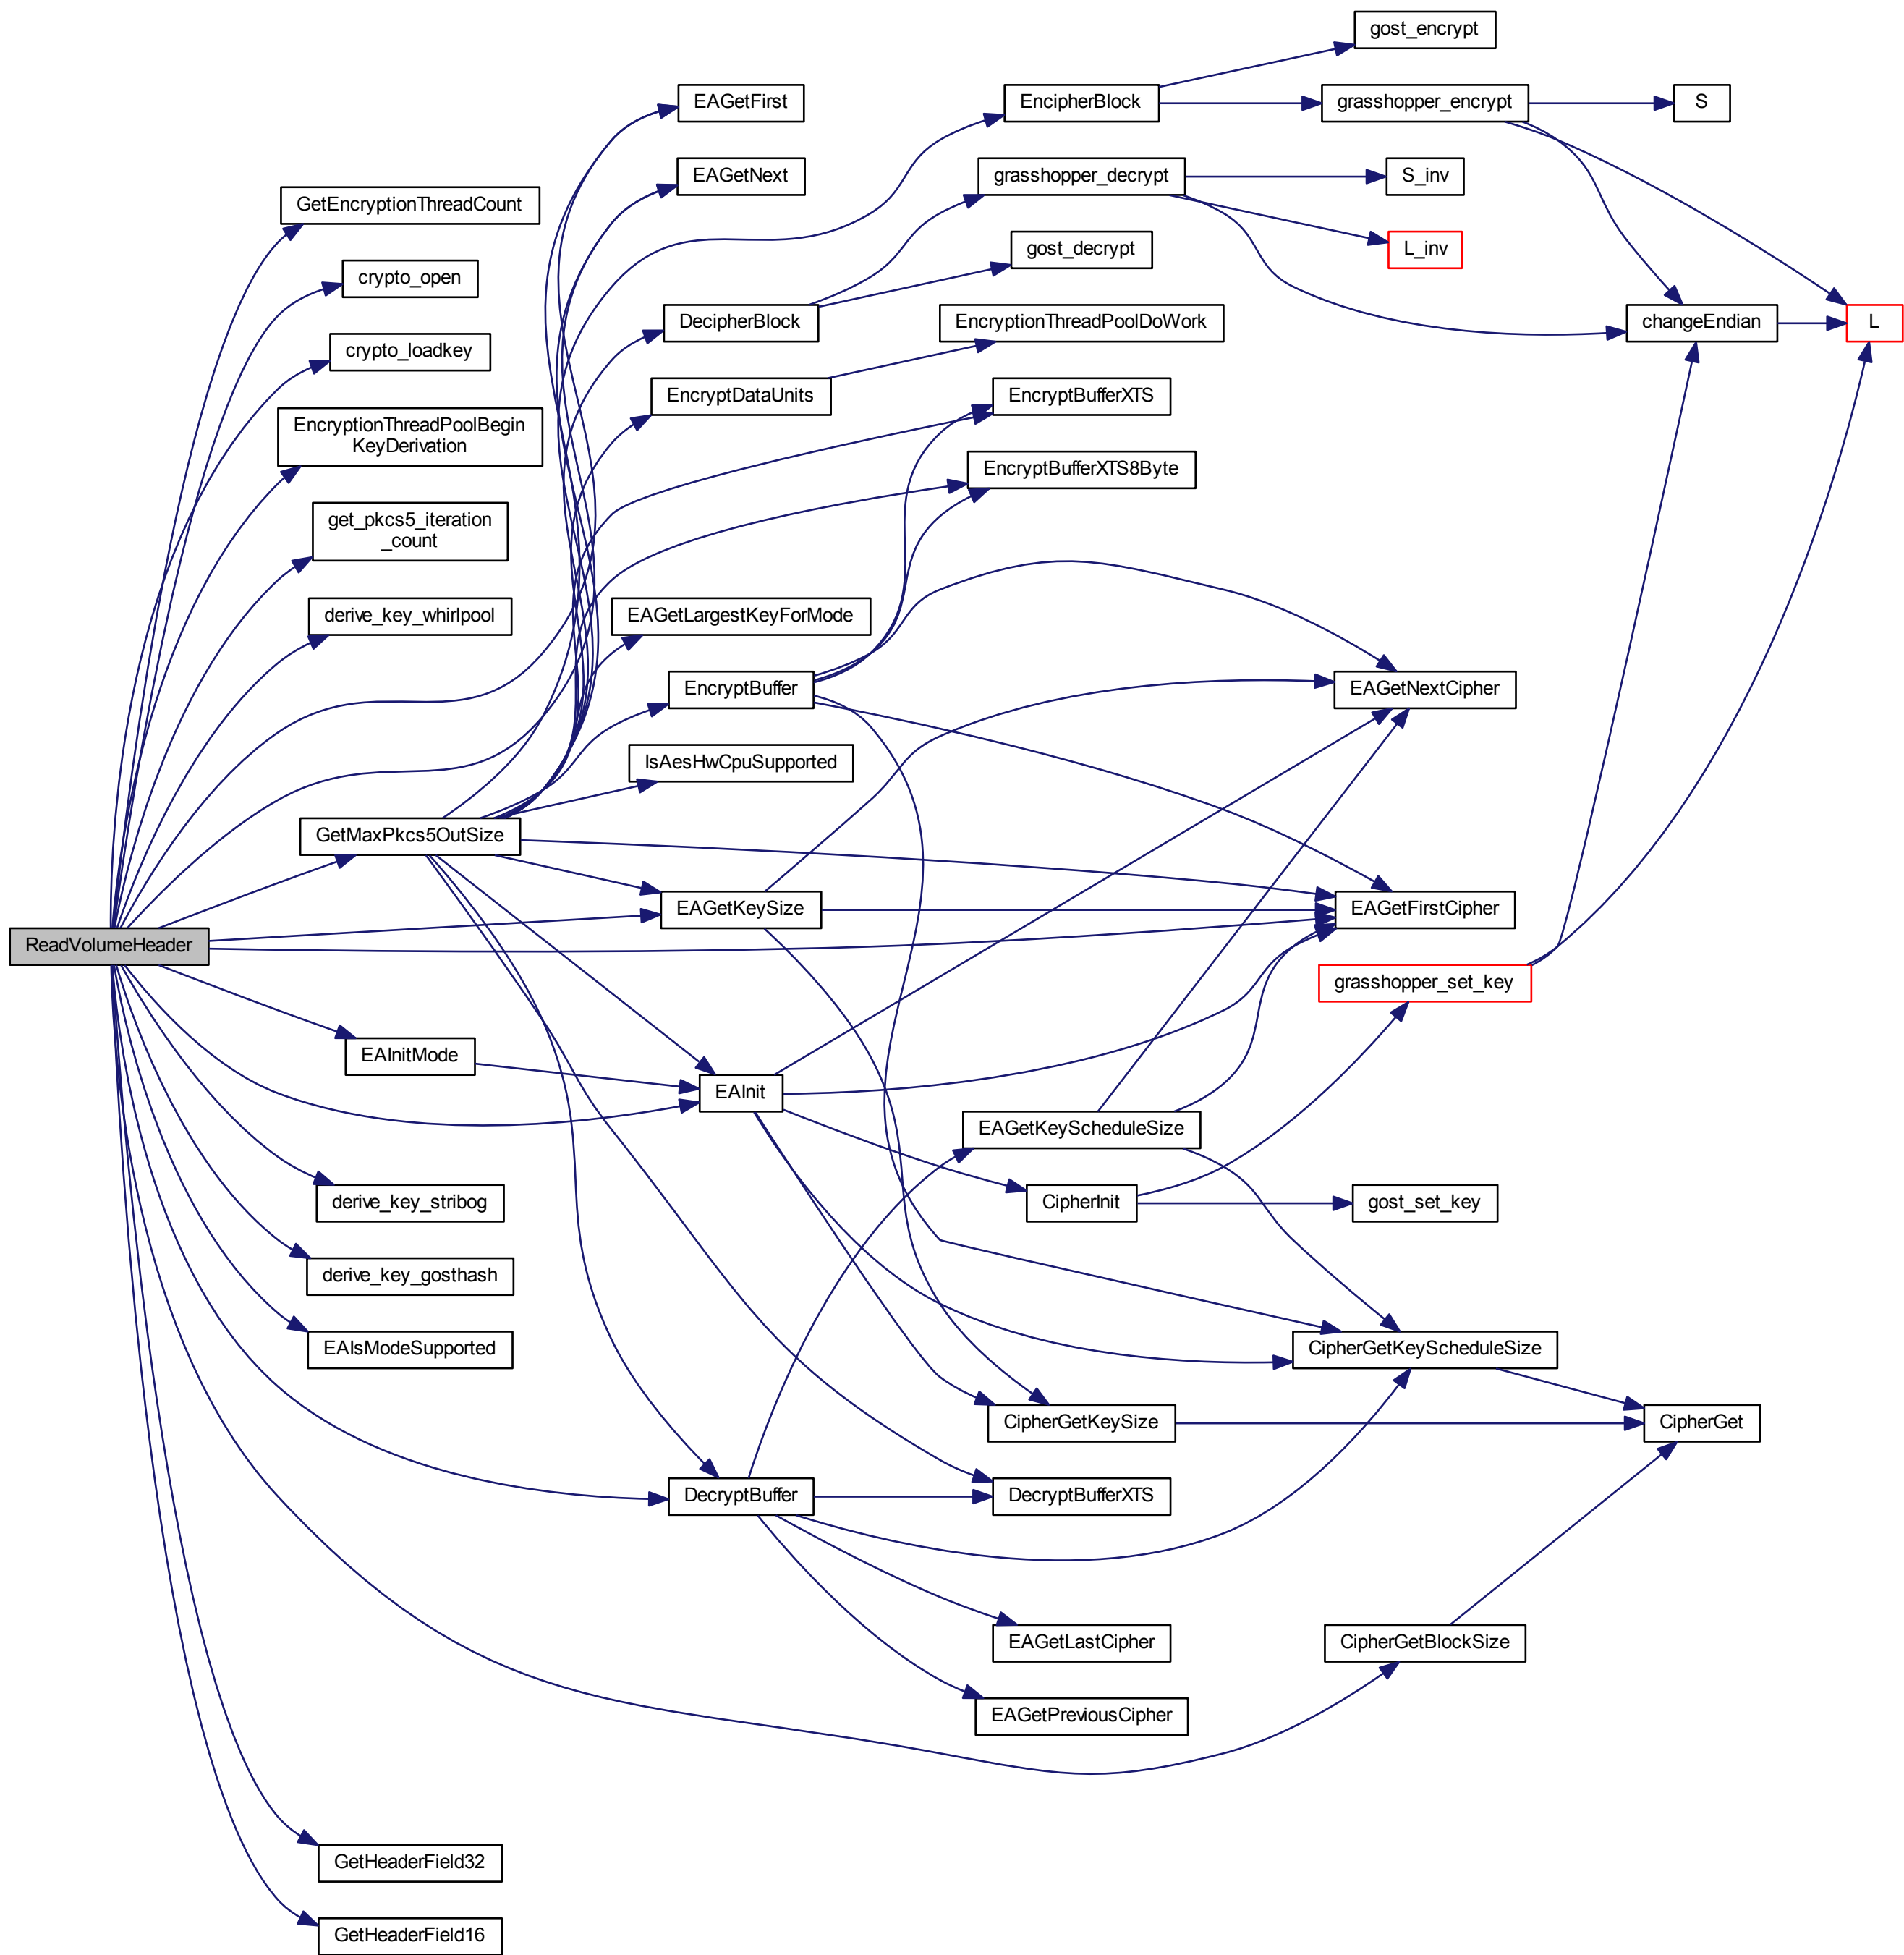 gost_encrypt
EAGetFirst
EncipherBlock
grasshopper_encrypt
S
EAGetNext
grasshopper_decrypt
S_inv
GetEncryptionThreadCount
gost_decrypt
L_inv
crypto_open
DecipherBlock
EncryptionThreadPoolDoWork
changeEndian
L
crypto_loadkey
EncryptDataUnits
EncryptBufferXTS
EncryptionThreadPoolBegin
KeyDerivation
EncryptBufferXTS8Byte
get_pkcs5_iteration
_count
derive_key_whirlpool
EAGetLargestKeyForMode
EncryptBuffer
EAGetNextCipher
IsAesHwCpuSupported
GetMaxPkcs5OutSize
EAGetKeySize
EAGetFirstCipher
ReadVolumeHeader
grasshopper_set_key
EAInitMode
EAInit
EAGetKeyScheduleSize
derive_key_stribog
CipherInit
gost_set_key
derive_key_gosthash
EAIsModeSupported
CipherGetKeyScheduleSize
CipherGetKeySize
CipherGet
DecryptBuffer
DecryptBufferXTS
EAGetLastCipher
CipherGetBlockSize
EAGetPreviousCipher
GetHeaderField32
GetHeaderField16